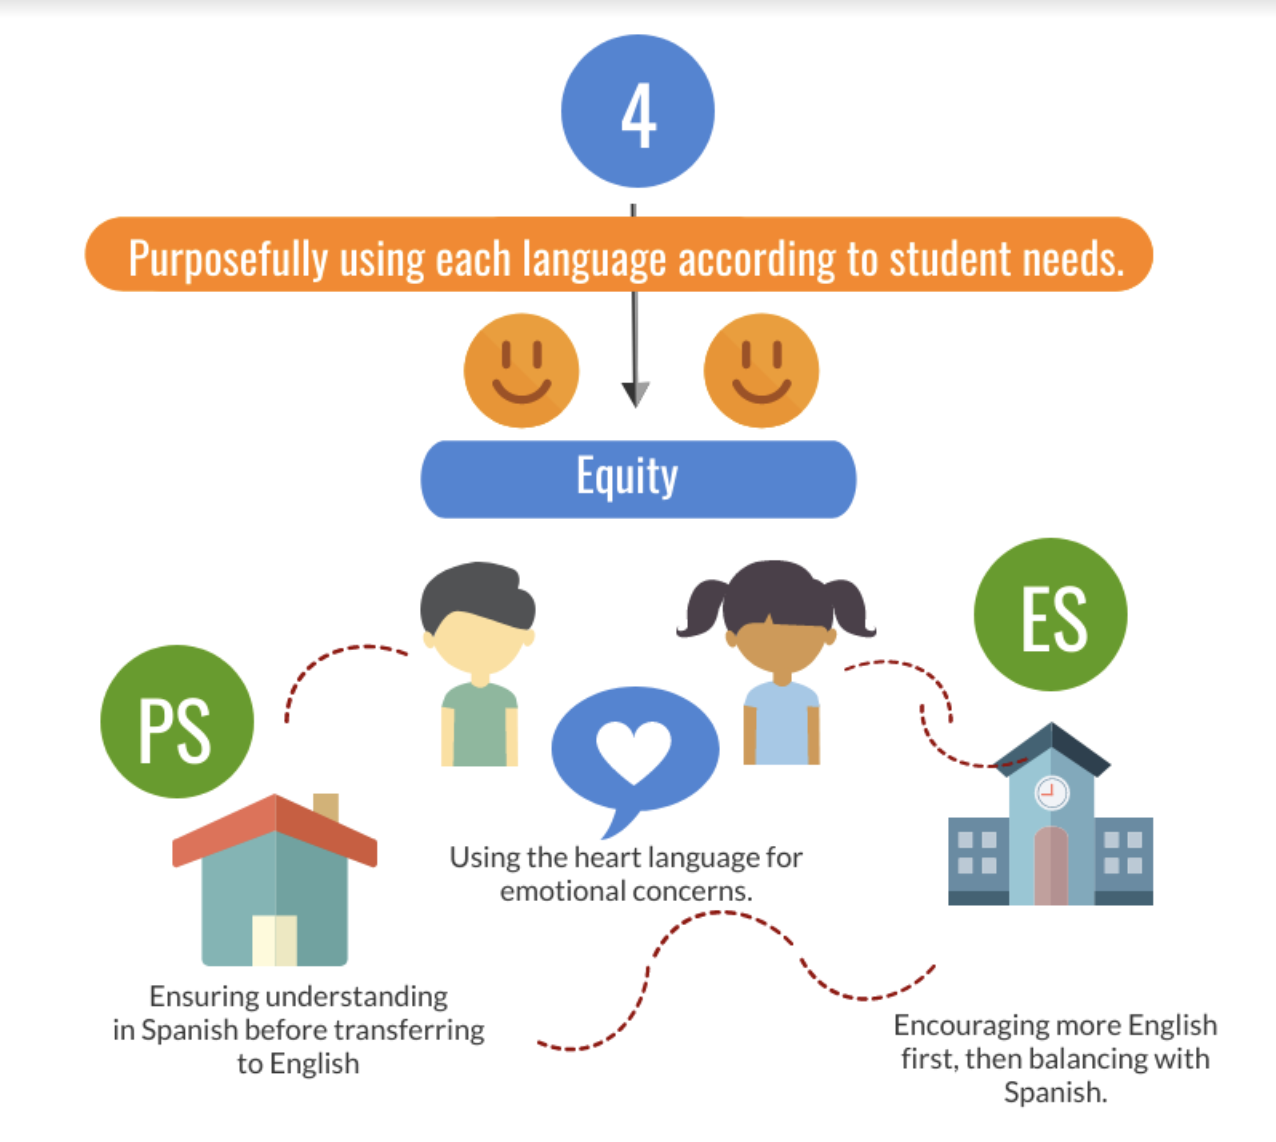 4
Purposefully using each language according to student needs.
Equity
ES
PS
Using the heart language for
emotional concerns.
Ensuring understanding
in Spanish before transferring
to English
Encouraging more English
first, then balancing with
Spanish.